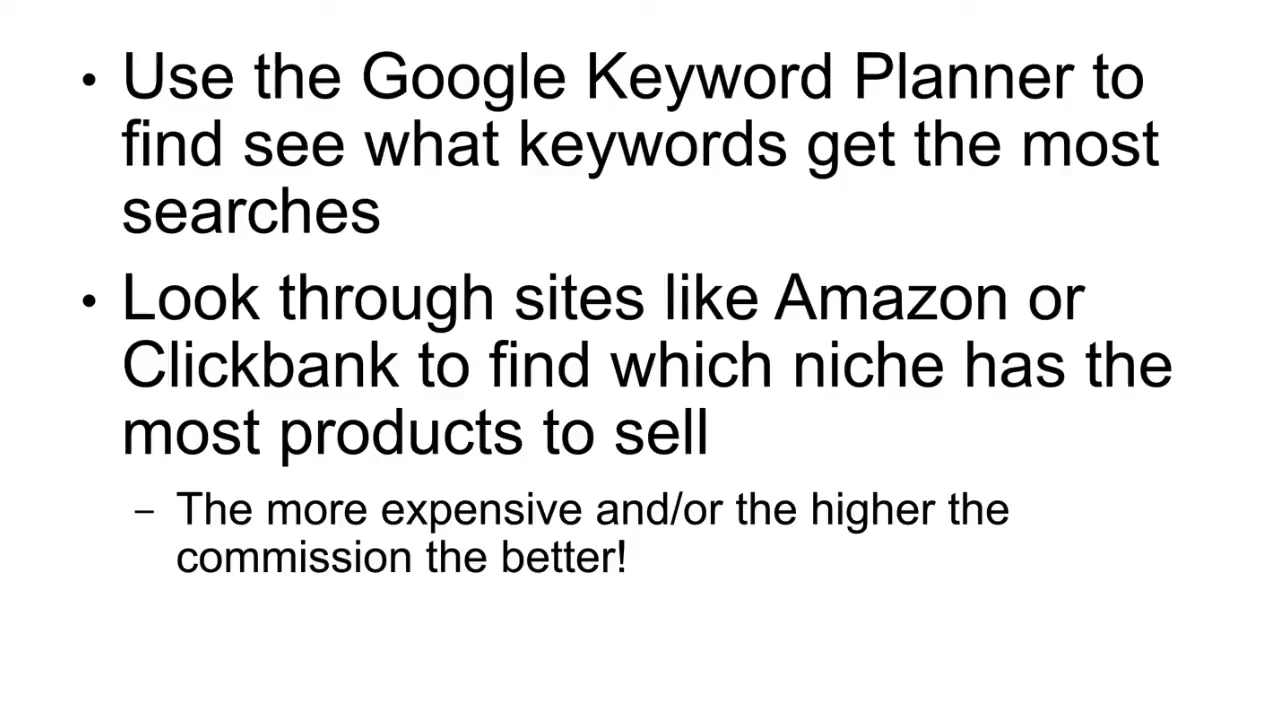 • Use the Google Keyword Planner to
find see what keywords get the most
searches
• Look through sites like Amazon or
Clickbank to find which niche has the
most products to sell
– The more expensive and/or the higher the
commission the better!